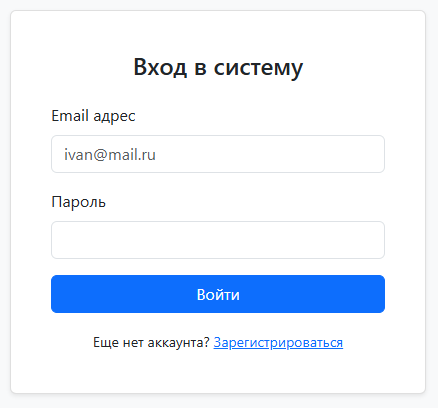 Вход в систему
Email адрес
ivan@mail.ru
Пароль
Войти
Еще нет аккаунта? Зарегистрироваться